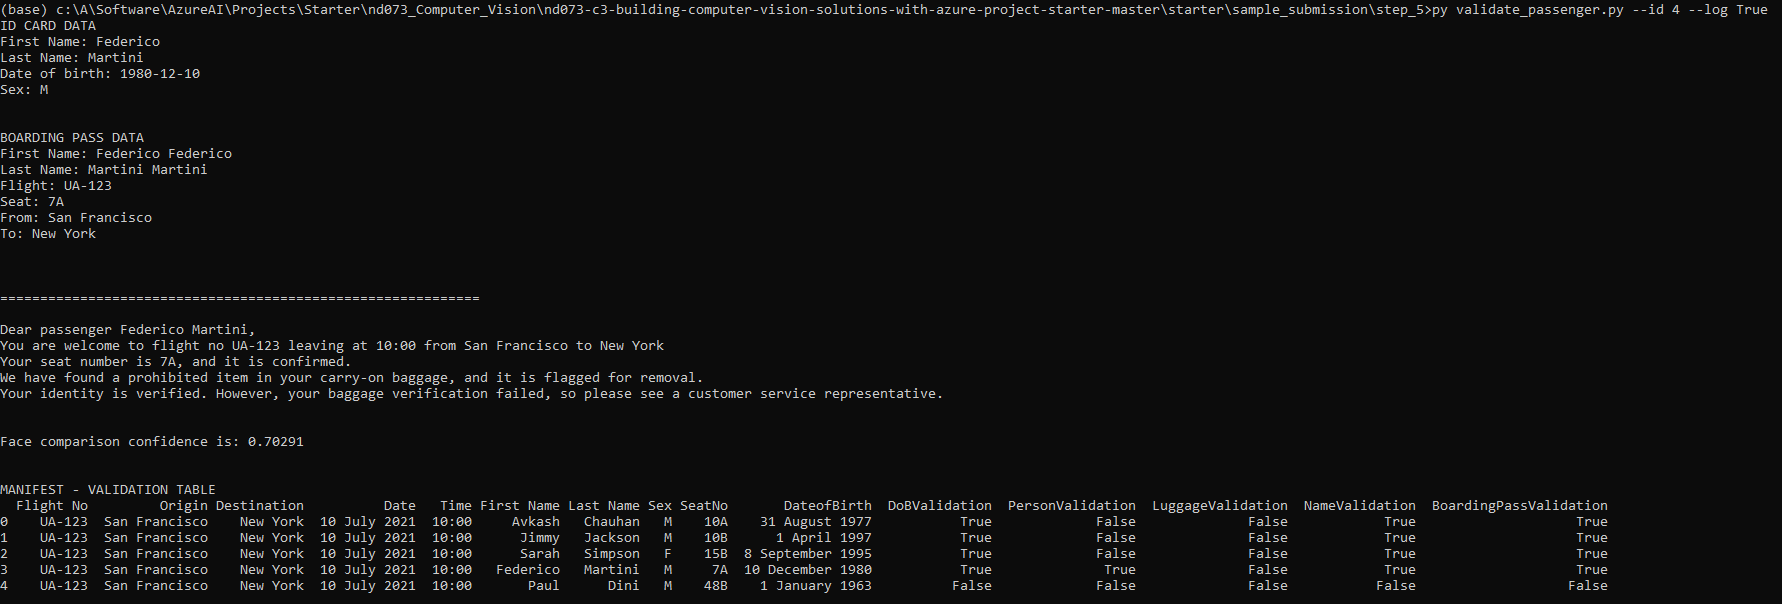 (base) c:\A\Software\AzureAI\Projects\Starter\nd073_Computer_Vision\nd073-c3-building-computer-vision-solutions-with-azure-project-starter-master\starter\sample_submission\step_5>py validate_passenger.py --id 4 --log True
ID CARD DATA
First Name: Federico
Last Name: Martini
Date of birth: 1980-12-10
Sex: M
BOARDING PASS DATA
First Name: Federico Federico
Last Name: Martini Martini
Flight: UA-123
Seat: 7A
From: San Francisco
To: New York
============================================================
Dear passenger Federico Martini,
You are welcome to flight no UA-123 leaving at 10:00 from San Francisco to New York
Your seat number is 7A, and it is confirmed.
We have found a prohibited item in your carry-on baggage, and it is flagged for removal.
Your identity is verified. However, your baggage verification failed, so please see a customer service representative.
Face comparison confidence is: 0.70291
MANIFEST - VALIDATION TABLE
Flight No Origin Destination Date Time First Name Last Name Sex SeatNo DateofBirth DoBValidation PersonValidation LuggageValidation NameValidation BoardingPassValidation
0 UA-123 San Francisco New York 10 July 2021 10:00 Avkash Chauhan M 10A 31 August 1977 True False False True True
1 UA-123 San Francisco New York 10 July 2021 10:00 Jimmy Jackson M 10B 1 April 1997 True False False True True
2 UA-123 San Francisco New York 10 July 2021 10:00 Sarah Simpson F 15B 8 September 1995 True False False True True
3 UA-123 San Francisco New York 10 July 2021 10:00 Federico Martini M 7A 10 December 1980 True True False True True
4 UA-123 San Francisco New York 10 July 2021 10:00 Paul Dini M 48B 1 January 1963 False False False False False